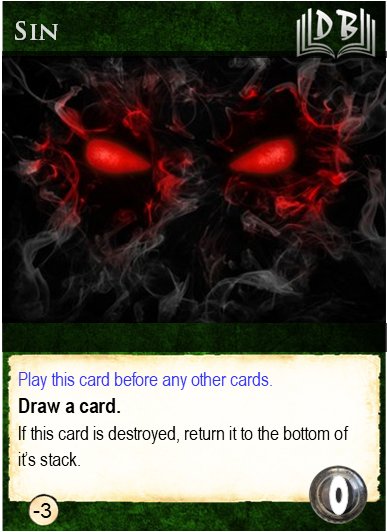 Sin
DB
Play this card before any other cards.
Draw a card.
If this card is destroyed, return it to the bottom of
it's stack.
-3
0